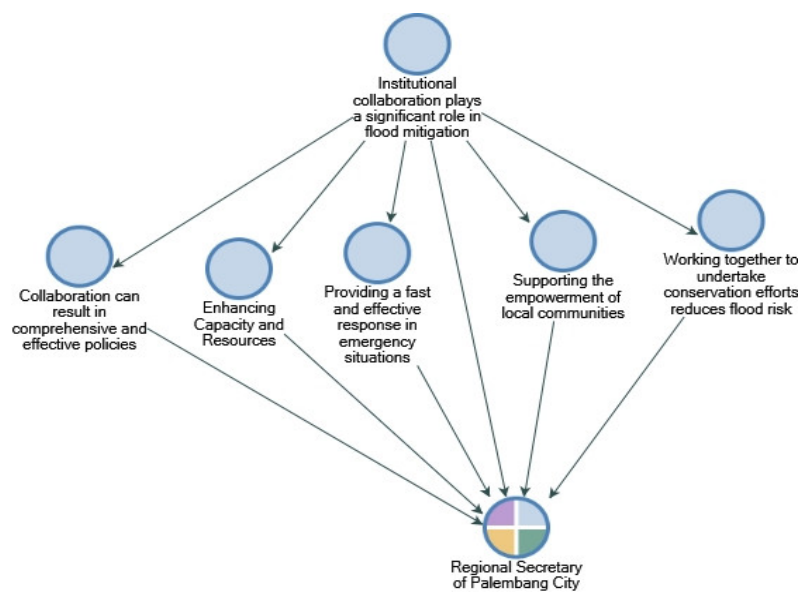 Institutional
collaboration plays
a significant role in
flood mitigation
Collaboration can
result in
comprehensive and
effective policies
Enhancing
Capacity and
Resources
Providing a fast
and effective
response in
emergency
situations
Supporting the
empowerment of
local communities
Working together to
undertake
conservation efforts
reduces flood risk
Regional Secretary
of Palembang City